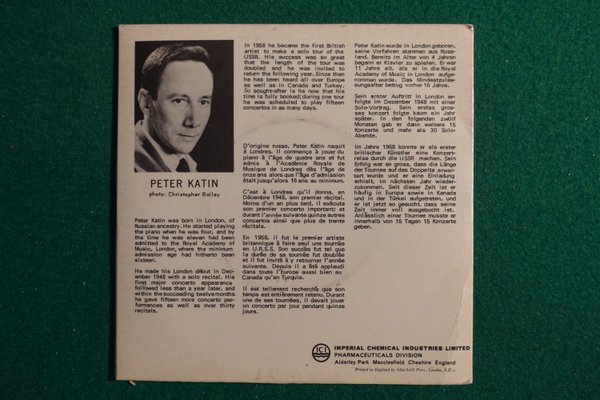 PETER KATIN
photo: Christopher Bailey
Peter Katin was born in London, of
Russian ancestry. He started playing
the piano when he was four, and by
the time he was eleven had been
admitted to the Royal Academy of
Music, London, where the minimum
admission age had hitherto been
sixteen.
He made his London début in Dec-
ember 1948 with a solo recital. His
first major concerto appearance
followed less than a year later, and
within the succeeding twelve months
he gave fifteen more concerto per-
formances as well as over thirty
recitals.
In 1958 he became the first British
artist to make a solo tour of the
USSR. His success was so great
that the length of the tour was
doubled and he was invited to
return the following year. Since than
he has been heard all over Europe
as well as in Canada and Turkey.
So sought-after is he now that his
time is fully booked; during one tour
he was scheduled to play fifteen
concertos in as many days.
D'origine russe, Peter Katin naquit
à Londres. Il commença à jouer du
piano à l'âge de quatre ans et fut
admis à l'Académie Royale de
Musique de Londres dès l'âge de
onze ans alors que l'âge d'admission
était jusqu'alors 16 ans au minimum.
C'est à Londres qu'il donna, en
Décembre 1948, son premier récital.
Moins d'un an plus tard, il exécuta
son premier concerto important; et
durant l'année suivante quinze autres
concertos ainsi que plus de trente
récitals.
En 1958, il fut le premier artiste
britannique à faire seul une tournée
en U.R.S.S. Son succès fut tel que
la durée de sa tournée fut doublée
et il fut invité à y retourner l'année
suivante. Depuis il a été applaudi
dans toute l'Europe aussi bien au
Canada qu'en Turquie.
Il est tellement recherché que son
temps est entièrement retenu. Durant
une de ses tournées, il devait jouer
un concerto par jour pendant quinze
jours.
Peter Katin wurde in London geboren,
seine Vorfahren stammen aus Russ-
land. Bereits im Alter von 4 Jahren
begann er Klavier zu spielen. Er war
11 Jahre alt, als er in die Royal
Academy of Music in London aufge-
nommen wurde. Das Mindestzulas-
sungsalter betrug vorher 16 Jahre.
Sein erster Auftritt in London er-
folgte im Dezember 1948 mit einer
Solo-Vortrag. Sein erstes gros-
ses konzert folgte kaum ein Jahr
später. In den folgenden zwölf
Monaten gab er dann weitere 15
Konzerte und mehr als 30 Solo-
Abende.
Im Jahre 1958 konnte er als erster
britischer Künstler eine Konzert-
reise durch die USSR machen. Sein
Erfolg war so gross, dass die Länge
der Tournee auf das Doppelte erwei-
tert wurde und er eine Einladung
erhielt, im nächsten Jahr wieder-
zukommen. Seit dieser Zeit ist er
häufig in Europa sowie in Kanada
und in der Türkei aufgetreten, und
er ist jetzt so gesucht, dass seine
Zeit immer voll ausgebucht ist.
Anlässlich einer Tournee musste er
innerhalb von 15 Tagen 15 Konzerte
geben.
ICI
IMPERIAL CHEMICAL INDUSTRIES LIMITED
PHARMACEUTICALS DIVISION
Alderley Park Macclesfield Cheshire England
Printed in England by MacNeill Press, London, S.E.1.